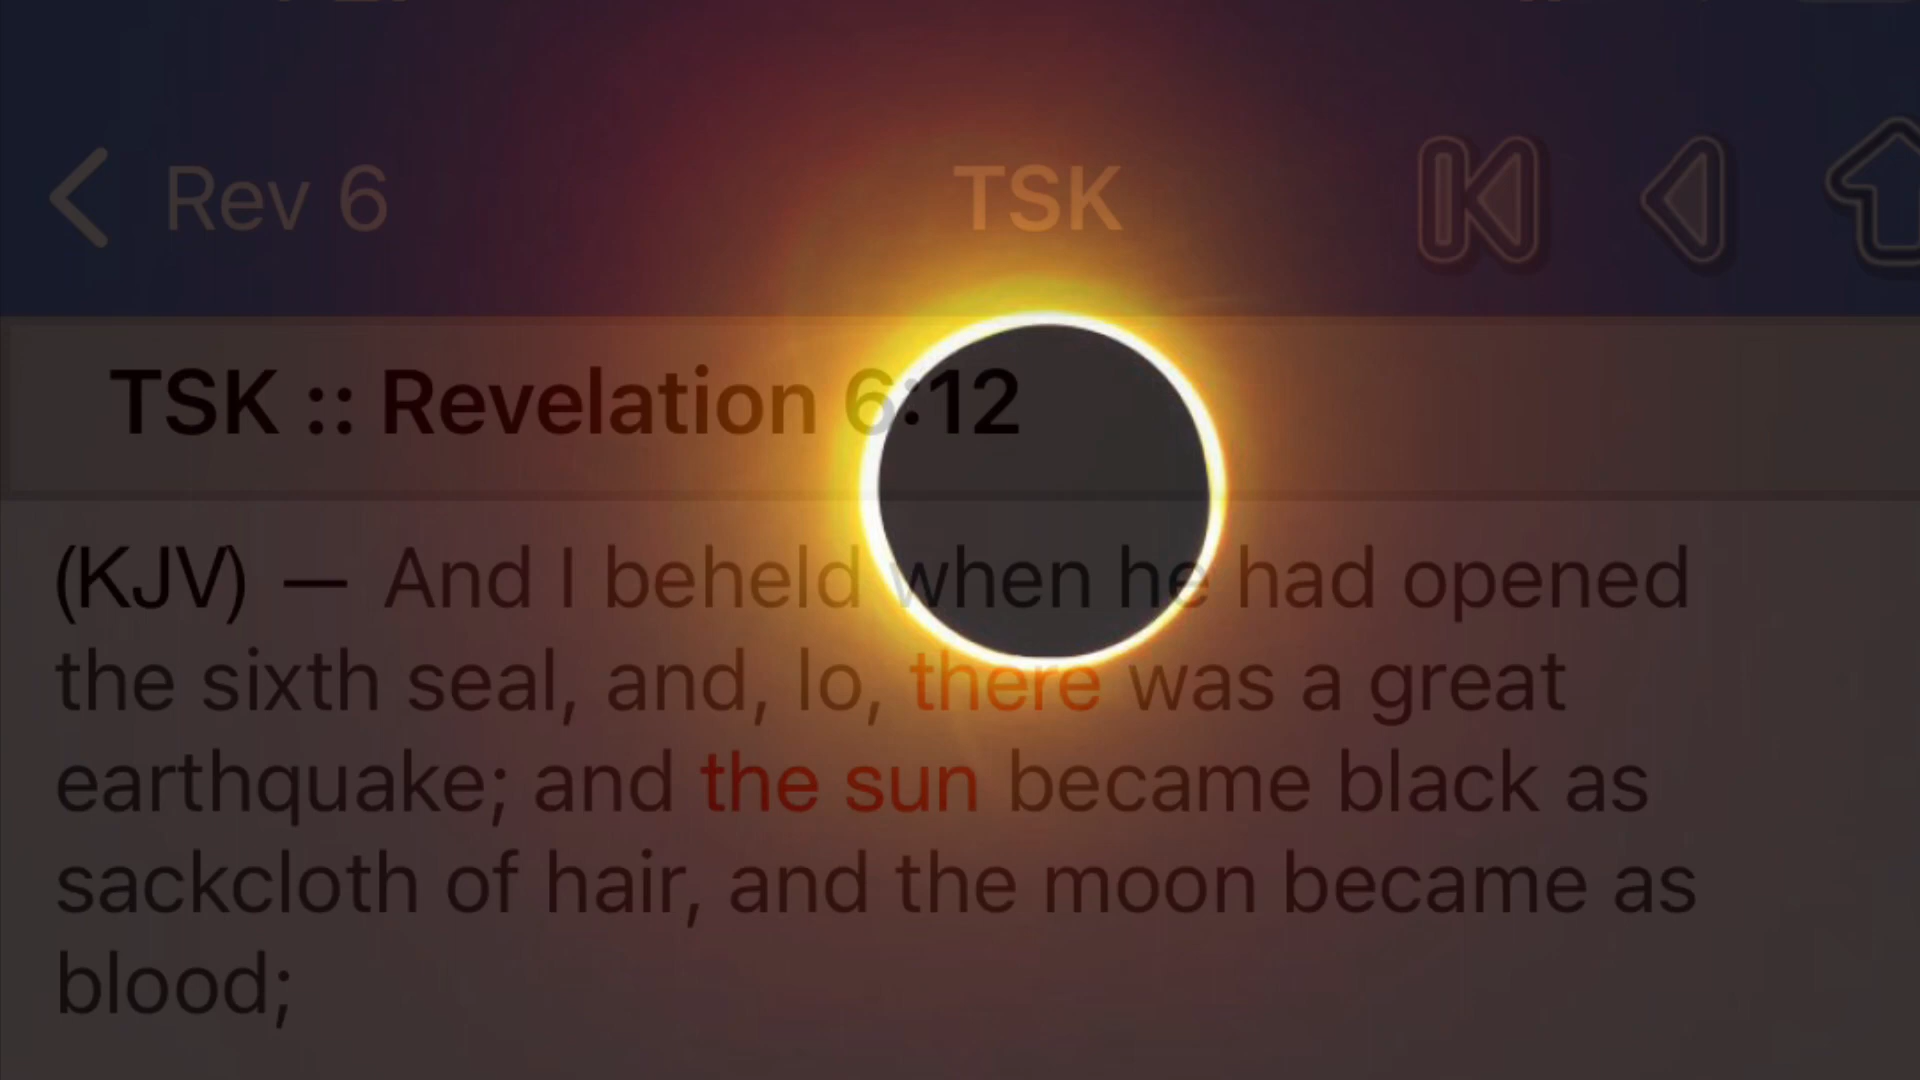 Rev 6
TSK
TSK :: Revelation 6:12
(KJV) — And I beheld when he had opened
the sixth seal, and, lo, there was a great
earthquake; and the sun became black as
sackcloth of hair, and the moon became as
blood;